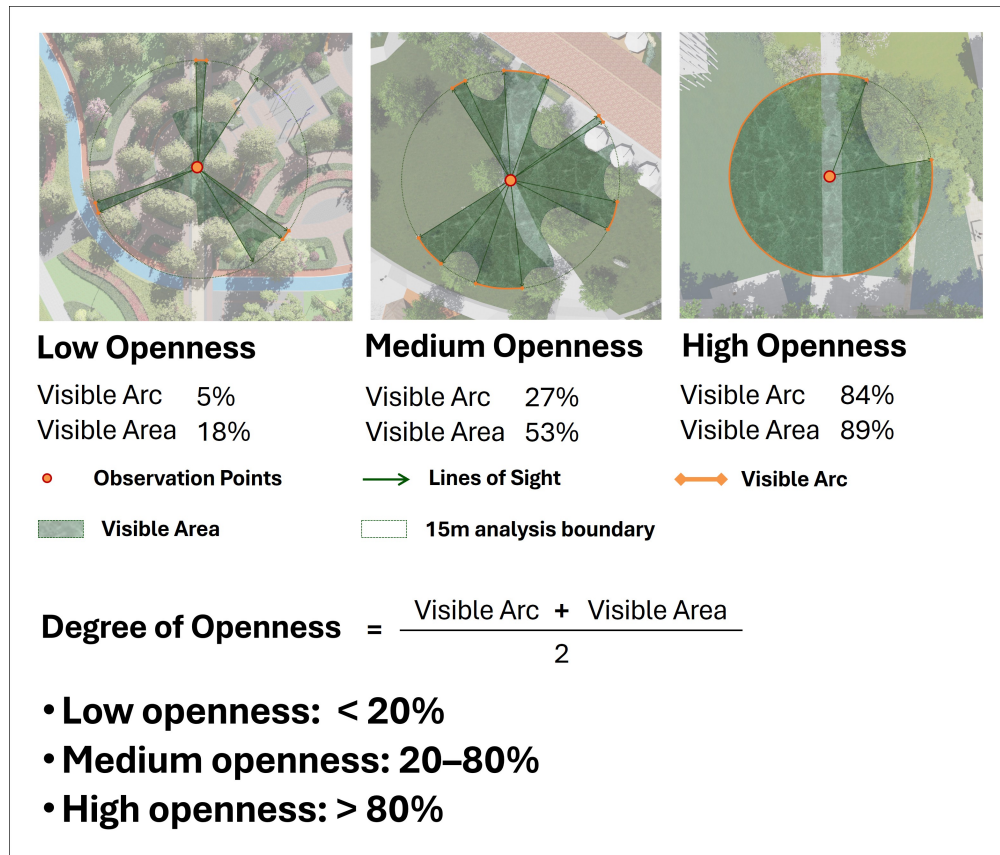 Low Openness
Visible Arc 5%
Visible Area 18%
Medium Openness
Visible Arc 27%
Visible Area 53%
High Openness
Visible Arc 84%
Visible Area 89%
Observation Points
Lines of Sight
Visible Arc
Visible Area
15m analysis boundary
Degree of Openness = Visible Arc + Visible Area
2
• Low openness: < 20%
• Medium openness: 20–80%
• High openness: > 80%